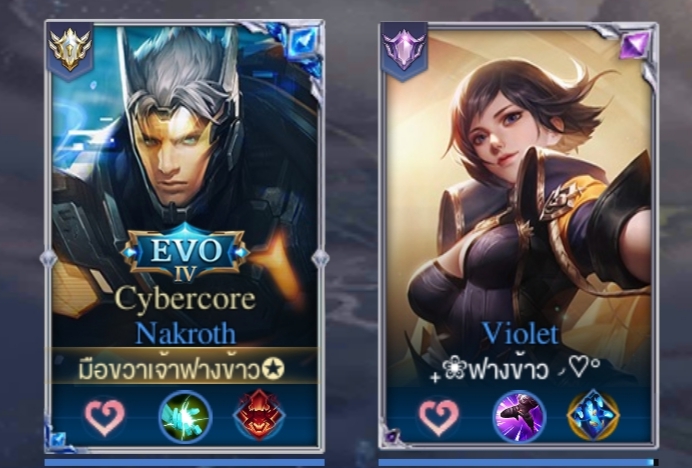 EVO
IV
Cybercore
Nakroth
มือขวาเจ้าฟางข้าว✪
Violet
₊❀ฟางข้าว ˊ♡°